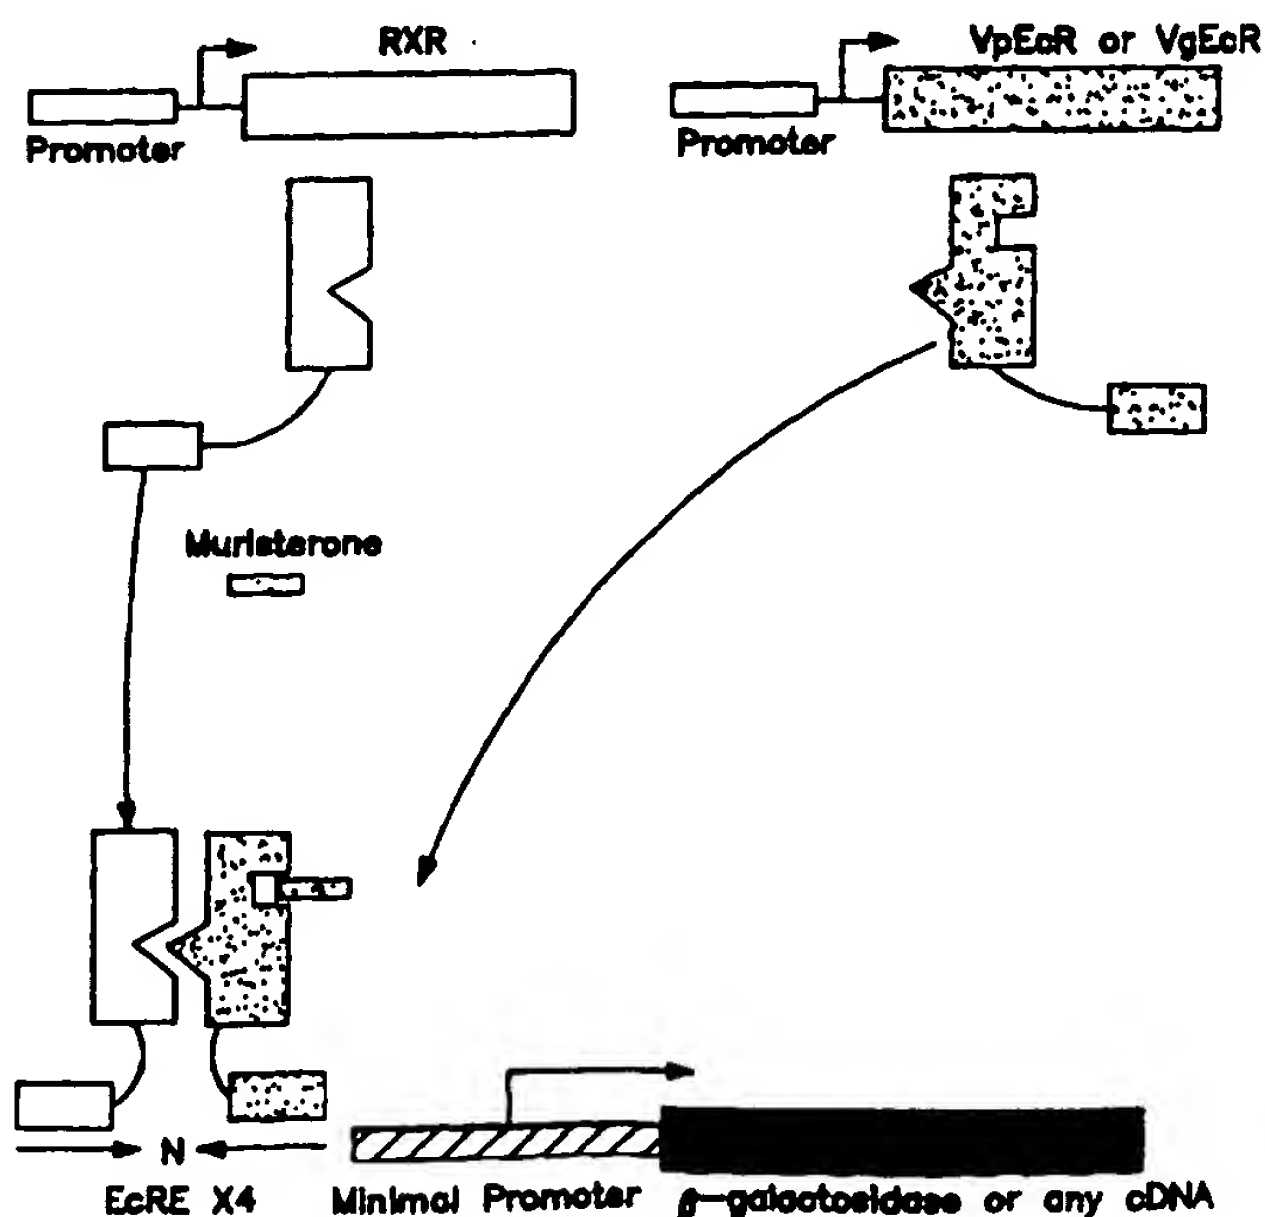 RXR
VpEcR or VgEcR
Promoter
Promoter
Muristerone
N
EcRE X4
Minimal Promoter
β-galactosidase or any cDNA